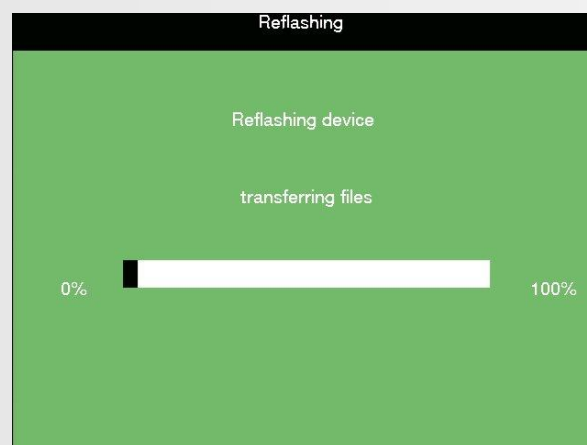 Reflashing
Reflashing device
transferring files
0%
100%